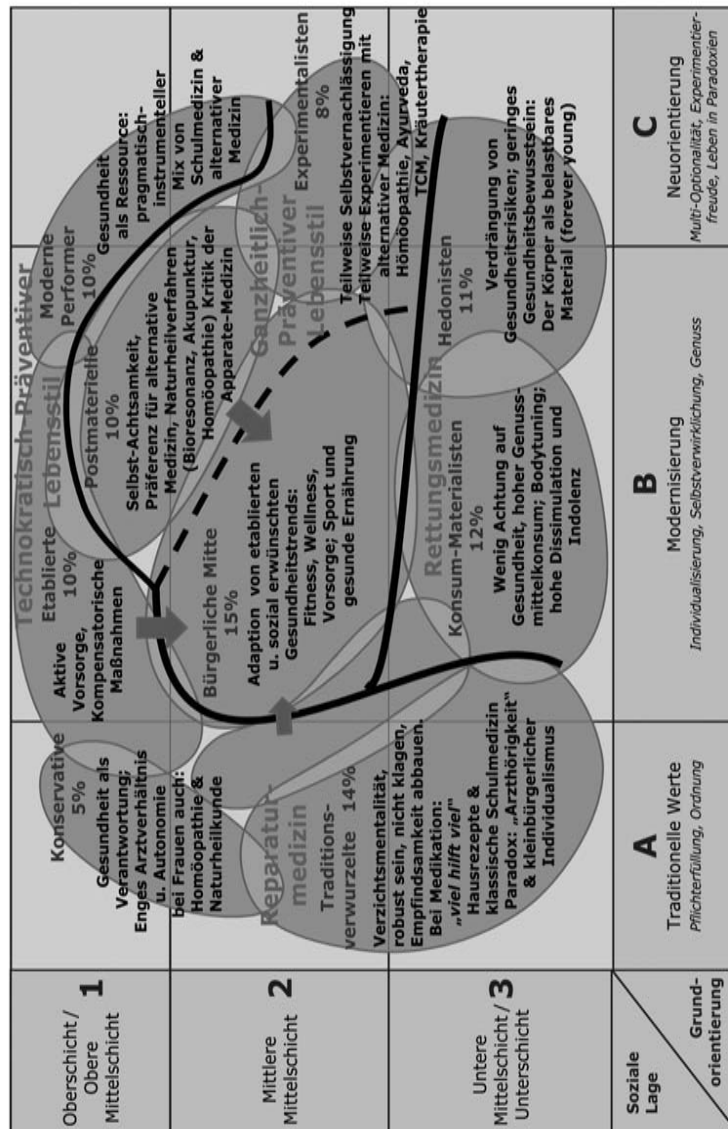 Technokratisch-Präventiver
Lebensstil
Ganzheitlich-
Präventiver
Lebensstil
Reparatur-
medizin
Rettungsmedizin
Konservative
5%
Gesundheit als
Verantwortung;
Enges Arztverhältnis
u. Autonomie
bei Frauen auch:
Homöopathie &
Naturheilkunde
Etablierte
10%
Aktive
Vorsorge,
Kompensatorische
Maßnahmen
Postmaterielle
10%
Selbst-Achtsamkeit,
Präferenz für alternative
Medizin, Naturheilverfahren
(Bioresonanz, Akupunktur,
Homöopathie) Kritik der
Apparate-Medizin
Moderne
Performer
10%
Gesundheit
als Ressource:
pragmatisch-
instrumenteller
Mix von
Schulmedizin &
alternativer
Medizin
Bürgerliche Mitte
15%
Adaption von etablierten
u. sozial erwünschten
Gesundheitstrends:
Fitness, Wellness,
Vorsorge; Sport und
gesunde Ernährung
Experimentalisten
8%
Teilweise Selbstvernachlässigung
Teilweise Experimentieren mit
alternativer Medizin:
Hömöopathie, Ayurveda,
TCM, Kräutertherapie
Traditions-
verwurzelte 14%
Verzichtsmentalität,
robust sein, nicht klagen,
Empfindsamkeit abbauen.
Bei Medikation:
„viel hilft viel“
Hausrezepte &
klassische Schulmedizin
Paradox: „Arzthörigkeit“
& kleinbürgerlicher
Individualismus
Konsum-Materialisten
12%
Wenig Achtung auf
Gesundheit, hoher Genuss-
mittelkonsum; Bodytuning;
hohe Dissimulation und
Indolenz
Hedonisten
11%
Verdrängung von
Gesundheitsrisiken; geringes
Gesundheitsbewusstsein:
Der Körper als belastbares
Material (forever young)
Oberschicht/
Obere
Mittelschicht
1
Mittlere
Mittelschicht
2
Untere
Mittelschicht/
Unterschicht
3
Soziale
Lage
Grund-
orientierung
A
Traditionelle Werte
Pflichterfüllung, Ordnung
B
Modernisierung
Individualisierung, Selbstverwirklichung, Genuss
C
Neuorientierung
Multi-Optionalität, Experimentier-
freude, Leben in Paradoxien